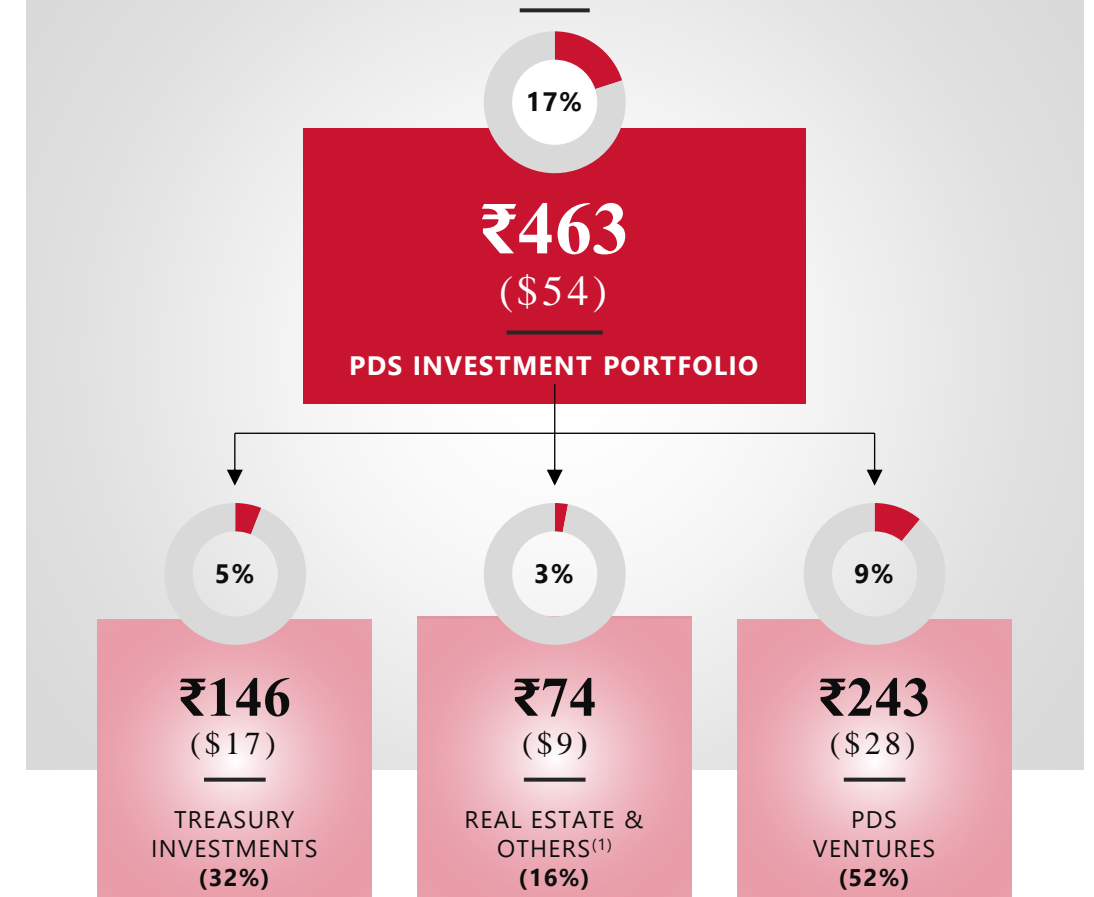 17%
₹463
($54)
PDS INVESTMENT PORTFOLIO
5%
3%
9%
₹146
($17)
TREASURY
INVESTMENTS
(32%)
₹74
($9)
REAL ESTATE &
OTHERS(1)
(16%)
₹243
($28)
PDS
VENTURES
(52%)